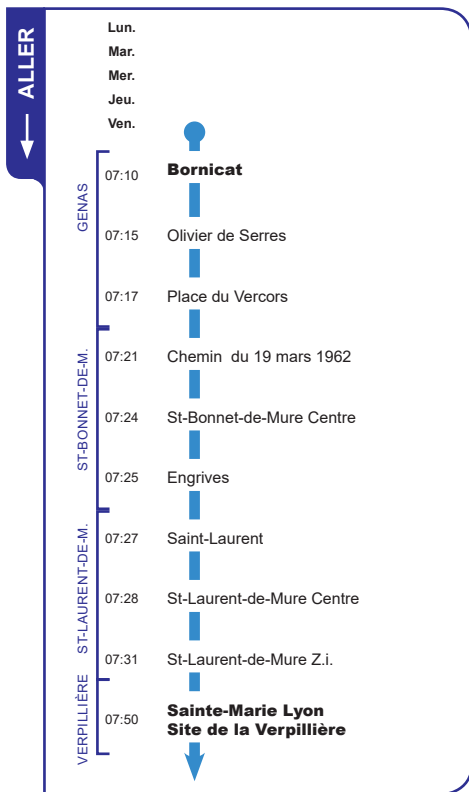 ALLER
Lun.
Mar.
Mer.
Jeu.
Ven.
GENAS
07:10 Bornicat
07:15 Olivier de Serres
07:17 Place du Vercors
ST-BONNET-DE-M.
07:21 Chemin du 19 mars 1962
07:24 St-Bonnet-de-Mure Centre
07:25 Engrives
ST-LAURENT-DE-M.
07:27 Saint-Laurent
07:28 St-Laurent-de-Mure Centre
07:31 St-Laurent-de-Mure Z.i.
VERPILLIÈRE
07:50 Sainte-Marie Lyon
Site de la Verpillière